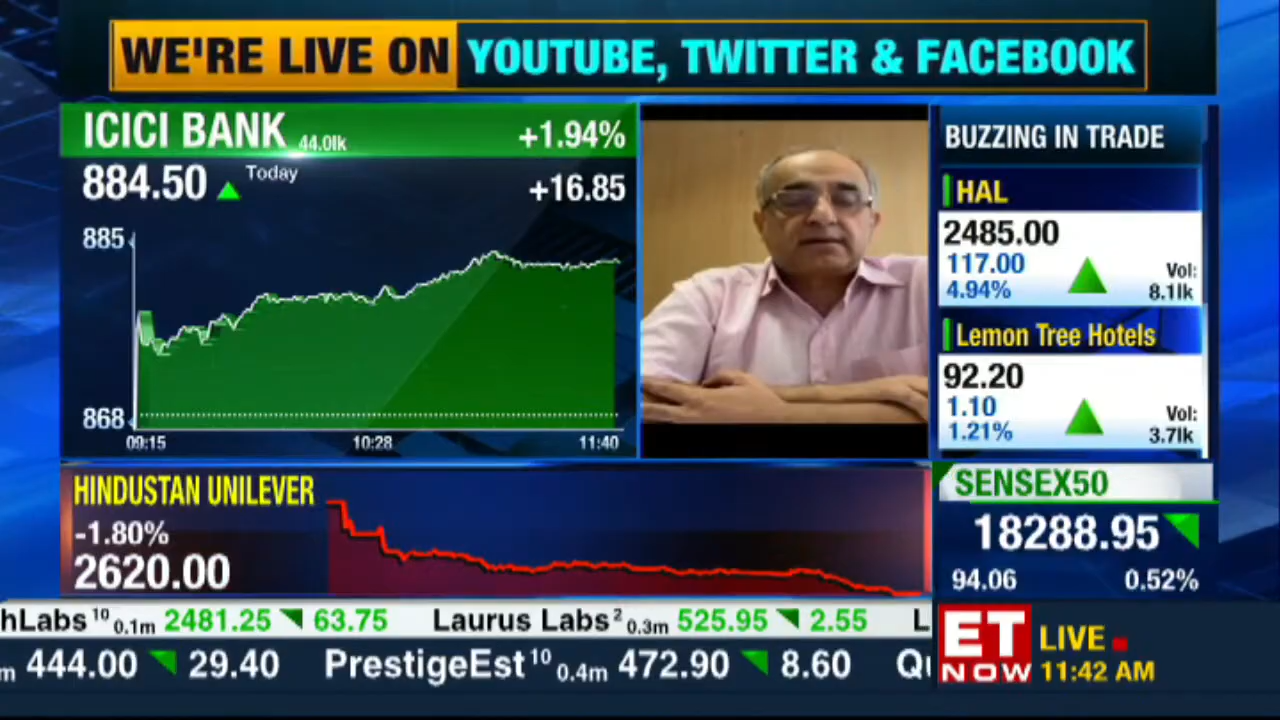 WE'RE LIVE ON YOUTUBE, TWITTER & FACEBOOK
ICICI BANK 44.0lk +1.94%
884.50 Today +16.85
885
868
09:15 10:28 11:40
BUZZING IN TRADE
HAL
2485.00
117.00
4.94%
Vol:
8.1lk
Lemon Tree Hotels
92.20
1.10
1.21%
Vol:
3.7lk
HINDUSTAN UNILEVER
-1.80%
2620.00
SENSEX50
18288.95
94.06 0.52%
hLabs 10 0.1m 2481.25 63.75 Laurus Labs 2 0.3m 525.95 2.55 L
m 444.00 29.40 PrestigeEst 10 0.4m 472.90 8.60 Qu
ET NOW
LIVE
11:42 AM